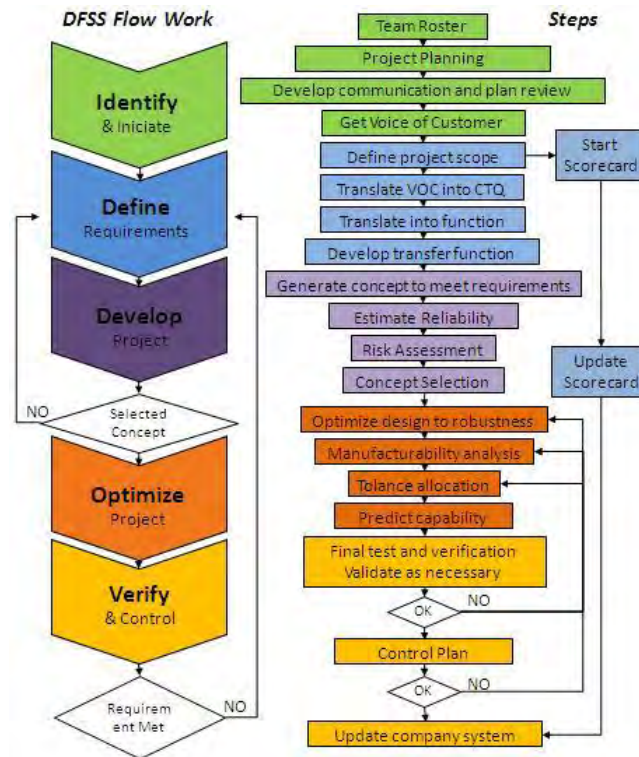 DFSS Flow Work
Identify
& Iniciate
Define
Requirements
Develop
Project
NO
Selected
Concept
Optimize
Project
Verify
& Control
NO
Requirem
ent Met
Steps
Team Roster
Project Planning
Develop communication and plan review
Get Voice of Customer
Define project scope
Start
Scorecard
Translate VOC into CTQ
Translate into function
Develop transfer function
Generate concept to meet requirements
Estimate Reliability
Risk Assessment
Update
Scorecard
Concept Selection
Optimize design to robustness
Manufacturability analysis
Tolance allocation
Predict capability
Final test and verification
Validate as necessary
OK
NO
Control Plan
OK
NO
Update company system